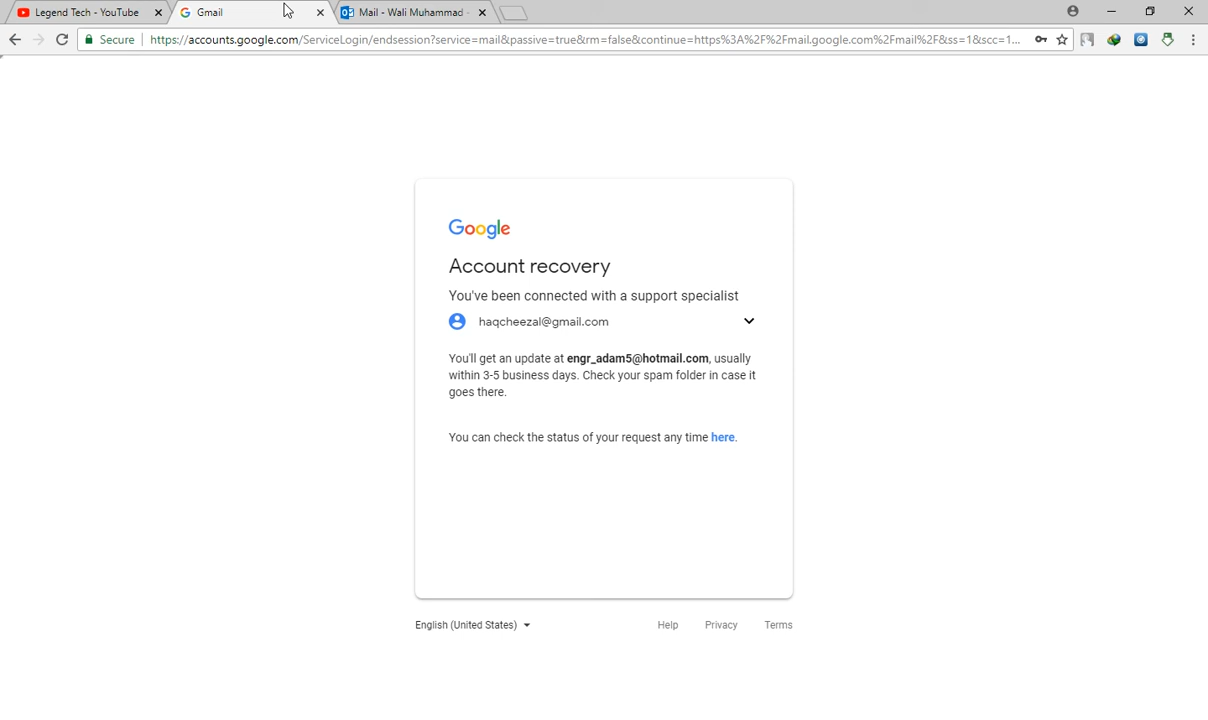 Legend Tech - YouTube
Gmail
Mail - Wali Muhammad -
Secure
https://accounts.google.com/ServiceLogin/endsession?service=mail&passive=true&rm=false&continue=https%3A%2F%2Fmail.google.com%2Fmail%2F&ss=1&scc=1...
Google
Account recovery
You've been connected with a support specialist
haqcheezal@gmail.com
You'll get an update at engr_adam5@hotmail.com, usually
within 3-5 business days. Check your spam folder in case it
goes there.
You can check the status of your request any time here.
English (United States)
Help
Privacy
Terms